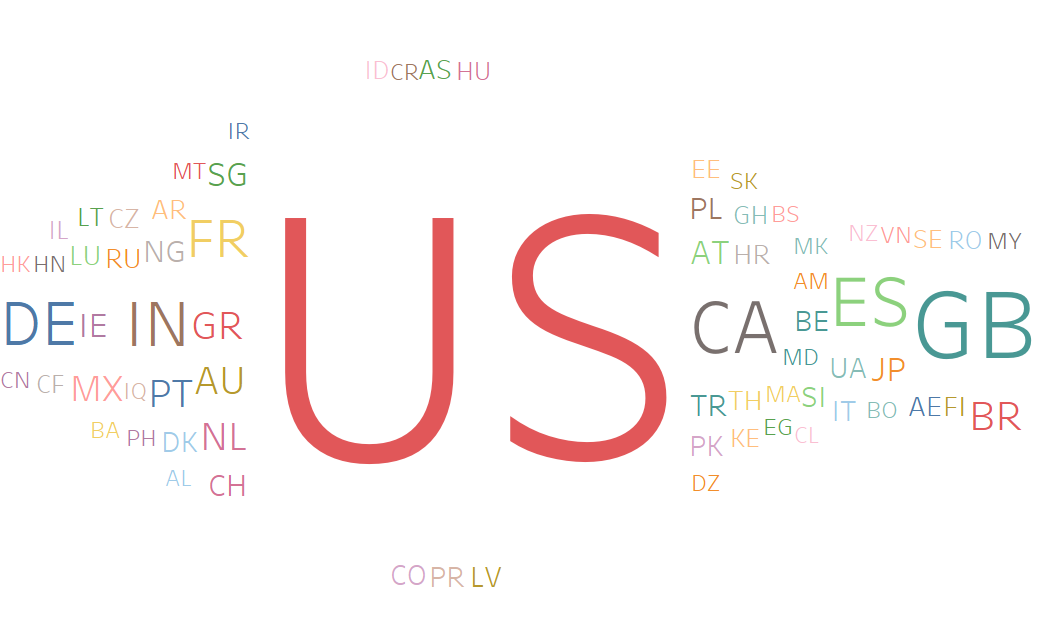 ID CR AS HU
IR
MT SG
EE SK
IL LT CZ AR FR
PL GH BS
HK HN LU RU NG
AT HR MK NZ VN SE RO MY
US
DE IE IN GR
CA AM BE ES GB
MD UA JP
CN CF MX IQ PT AU
TR TH MA SI IT BO AE FI BR
BA PH DK NL
PK KE EG CL
AL CH
DZ
CO PR LV